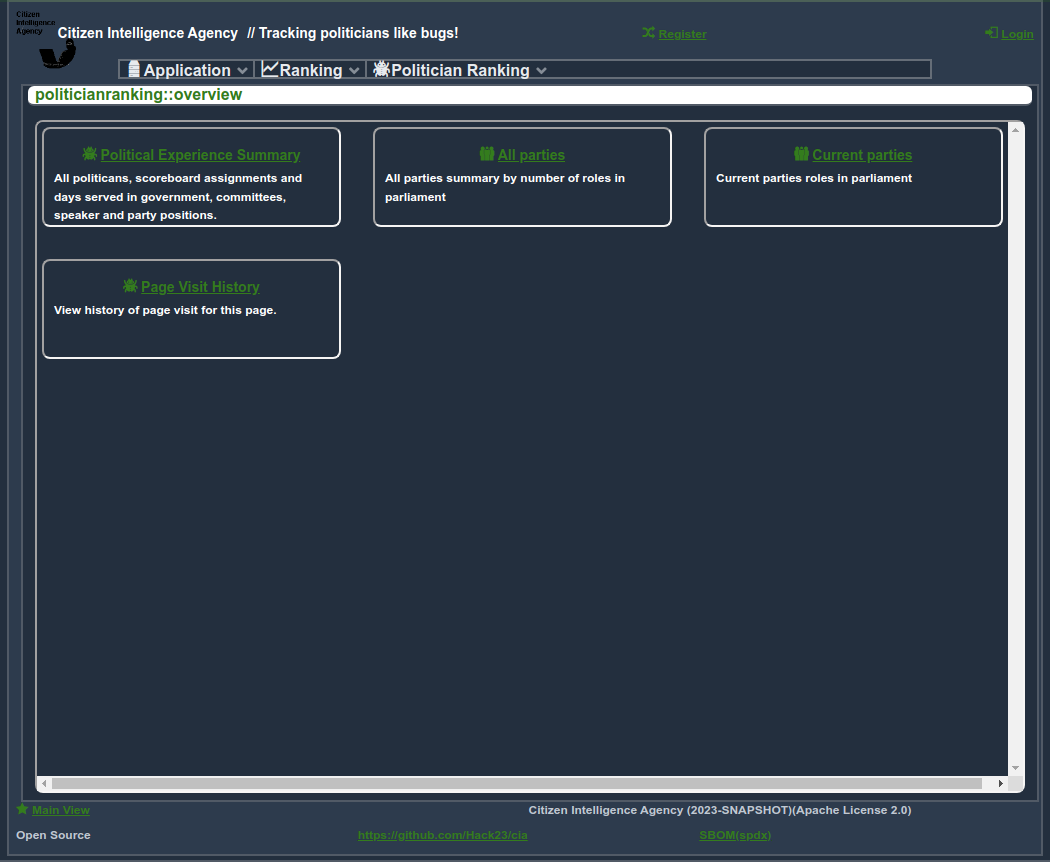 Citizen
Intelligence
Agency
Citizen Intelligence Agency // Tracking politicians like bugs!
Register
Login
Application
Ranking
Politician Ranking
politicianranking::overview
Political Experience Summary
All politicans, scoreboard assignments and
days served in government, committees,
speaker and party positions.
All parties
All parties summary by number of roles in
parliament
Current parties
Current parties roles in parliament
Page Visit History
View history of page visit for this page.
Main View
Citizen Intelligence Agency (2023-SNAPSHOT)(Apache License 2.0)
Open Source
https://github.com/Hack23/cia
SBOM(spdx)